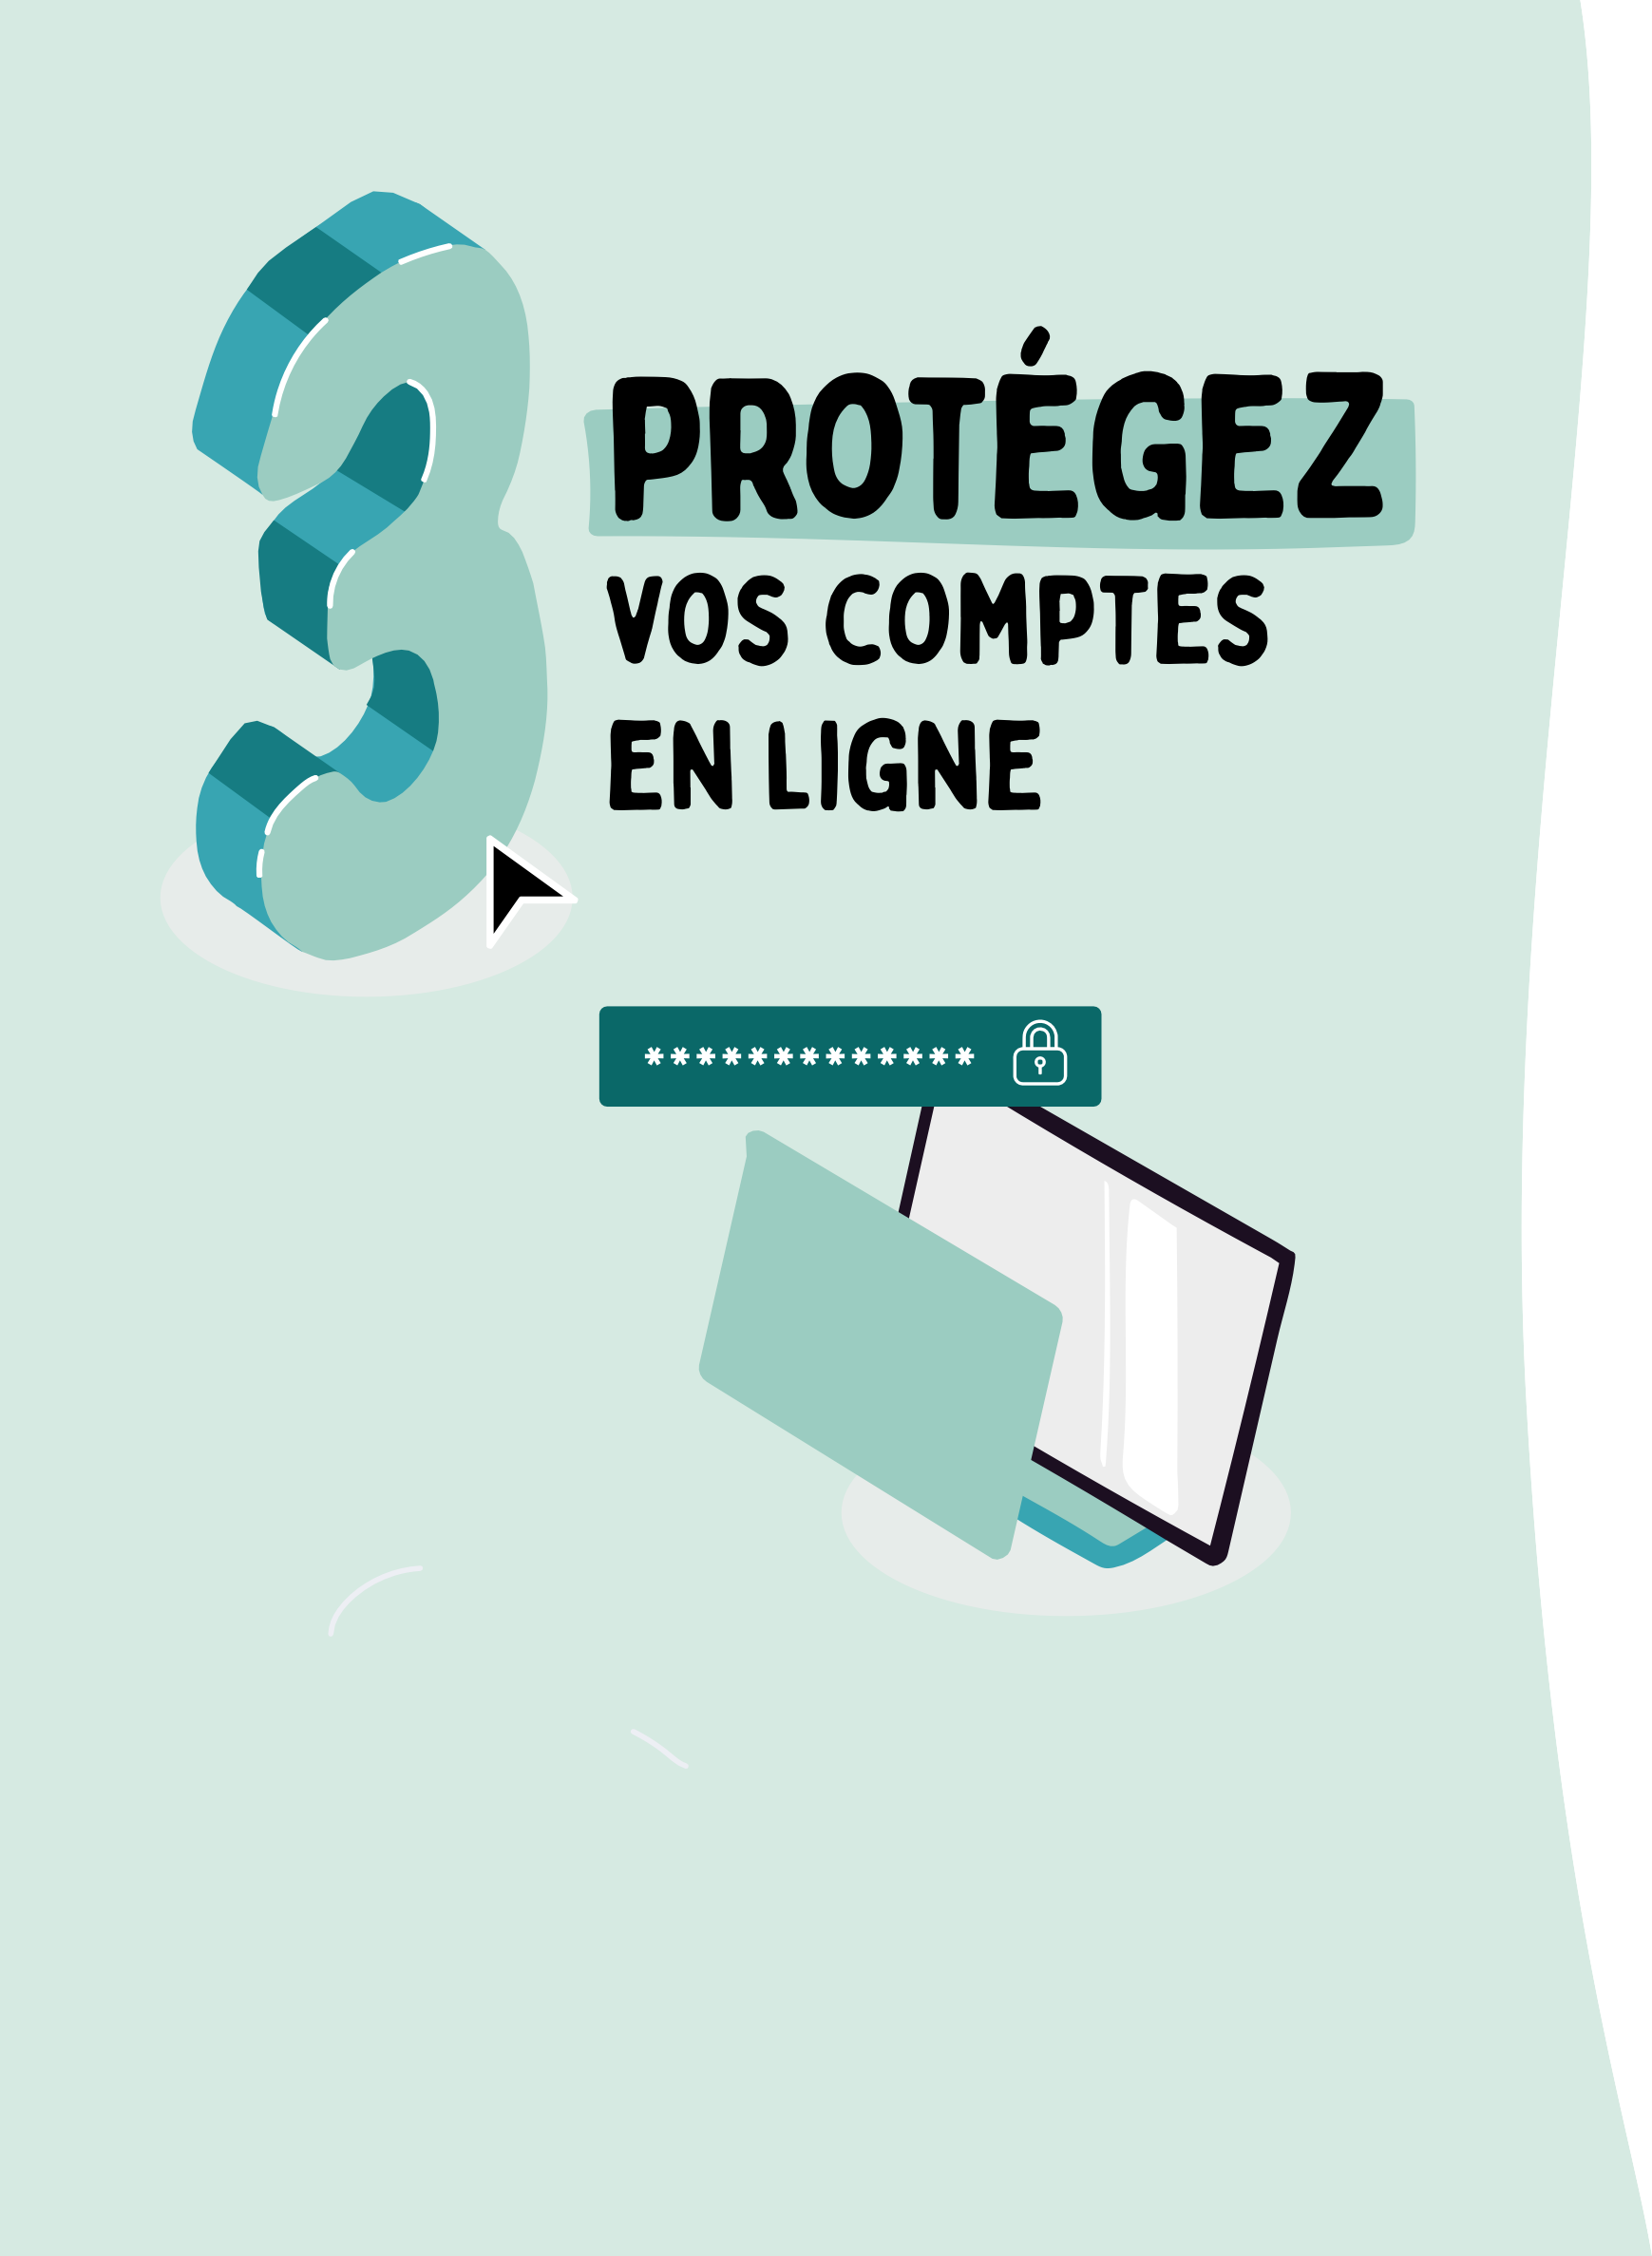 3
PROTÉGEZ
VOS COMPTES
EN LIGNE
*************